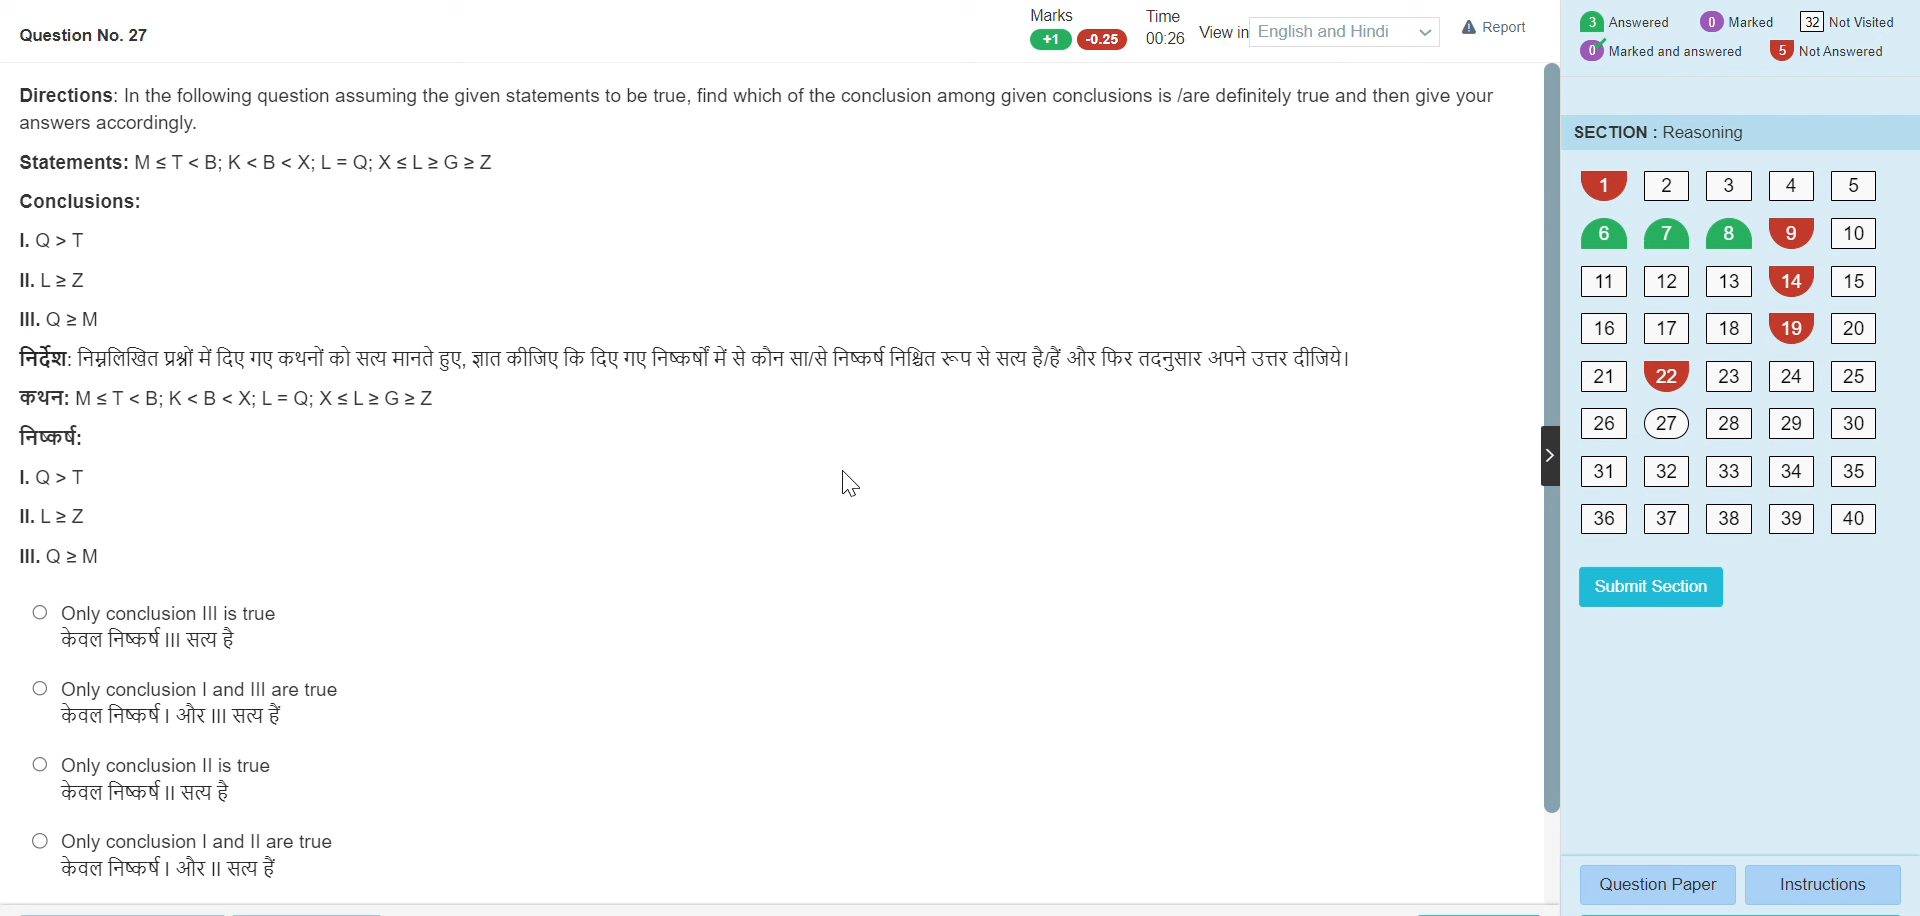 Question No. 27
Marks
+1 -0.25
Time
00:26
View in English and Hindi
Report
Directions: In the following question assuming the given statements to be true, find which of the conclusion among given conclusions is /are definitely true and then give your
answers accordingly.
Statements: M ≤ T < B; K < B < X; L = Q; X ≤ L ≥ G ≥ Z
Conclusions:
I. Q > T
II. L ≥ Z
III. Q ≥ M
निर्देश: निम्नलिखित प्रश्नों में दिए गए कथनों को सत्य मानते हुए, ज्ञात कीजिए कि दिए गए निष्कर्षों में से कौन सा/से निष्कर्ष निश्चित रूप से सत्य है/हैं और फिर तदनुसार अपने उत्तर दीजिये।
कथन: M ≤ T < B; K < B < X; L = Q; X ≤ L ≥ G ≥ Z
निष्कर्ष:
I. Q > T
II. L ≥ Z
III. Q ≥ M
Only conclusion III is true
केवल निष्कर्ष III सत्य है
Only conclusion I and III are true
केवल निष्कर्ष I और III सत्य हैं
Only conclusion II is true
केवल निष्कर्ष II सत्य है
Only conclusion I and II are true
केवल निष्कर्ष I और II सत्य हैं
3 Answered 0 Marked 32 Not Visited
0 Marked and answered 5 Not Answered
SECTION : Reasoning
1 2 3 4 5
6 7 8 9 10
11 12 13 14 15
16 17 18 19 20
21 22 23 24 25
26 27 28 29 30
31 32 33 34 35
36 37 38 39 40
Submit Section
Question Paper Instructions